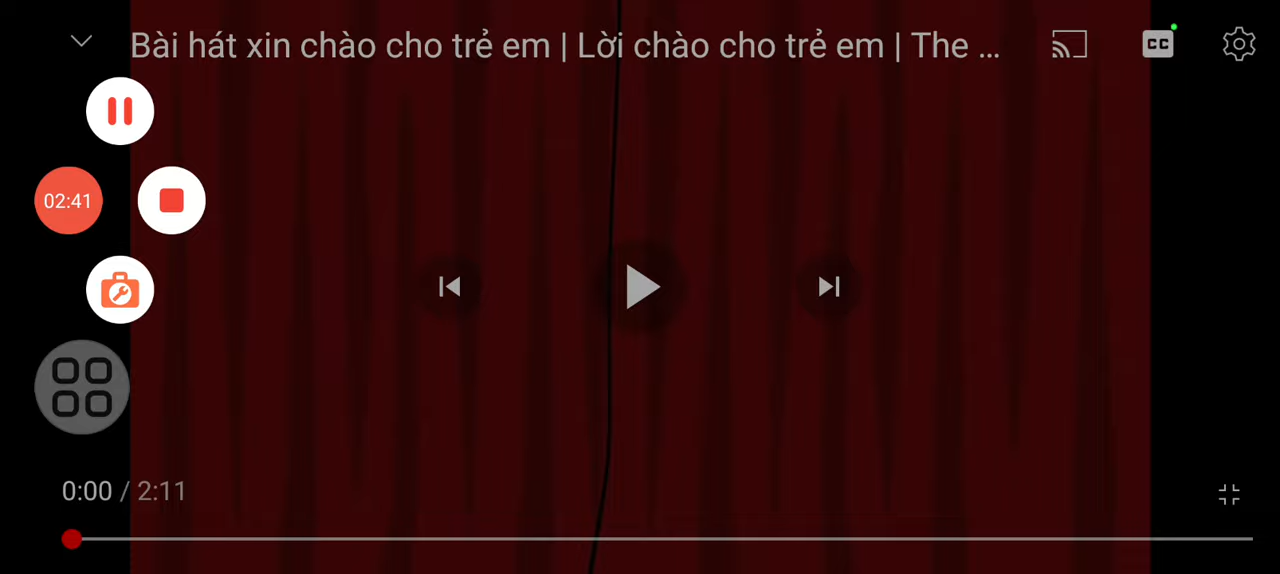 Bài hát xin chào cho trẻ em | Lời chào cho trẻ em | The ...
CC
02:41
0:00 / 2:11